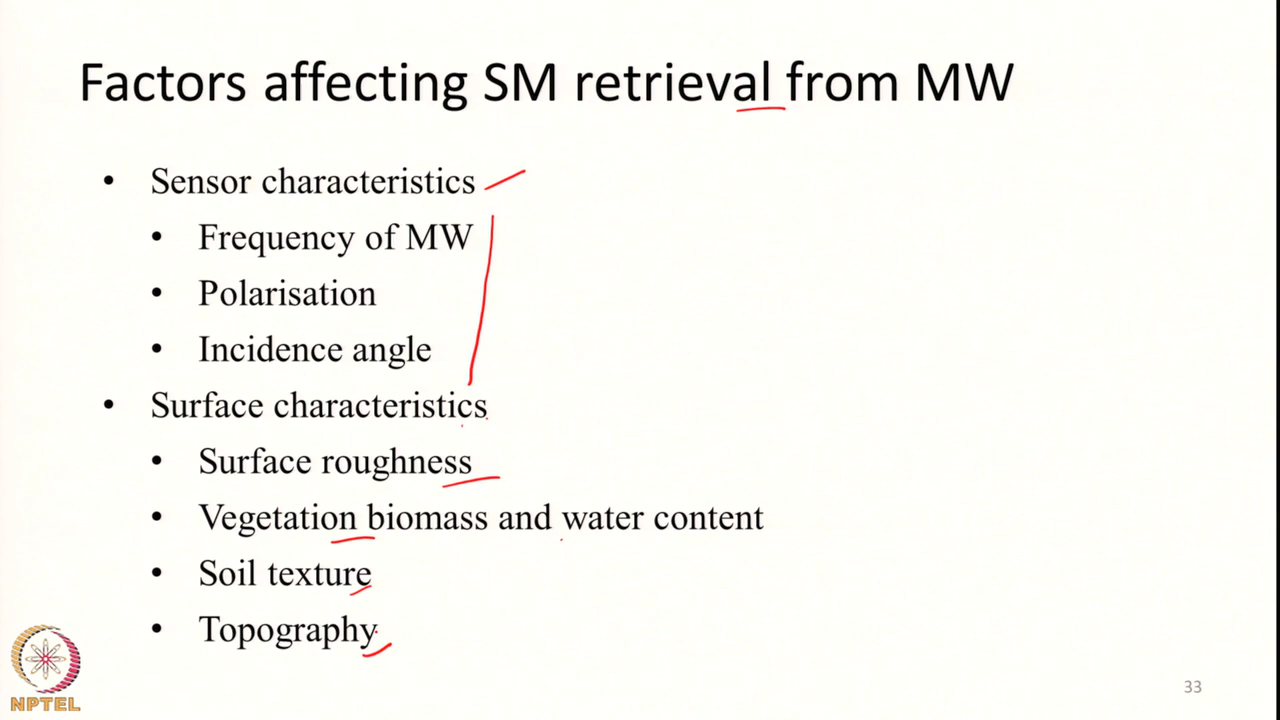 Factors affecting SM retrieval from MW
• Sensor characteristics
• Frequency of MW
• Polarisation
• Incidence angle
• Surface characteristics
• Surface roughness
• Vegetation biomass and water content
• Soil texture
• Topography
NPTEL
33